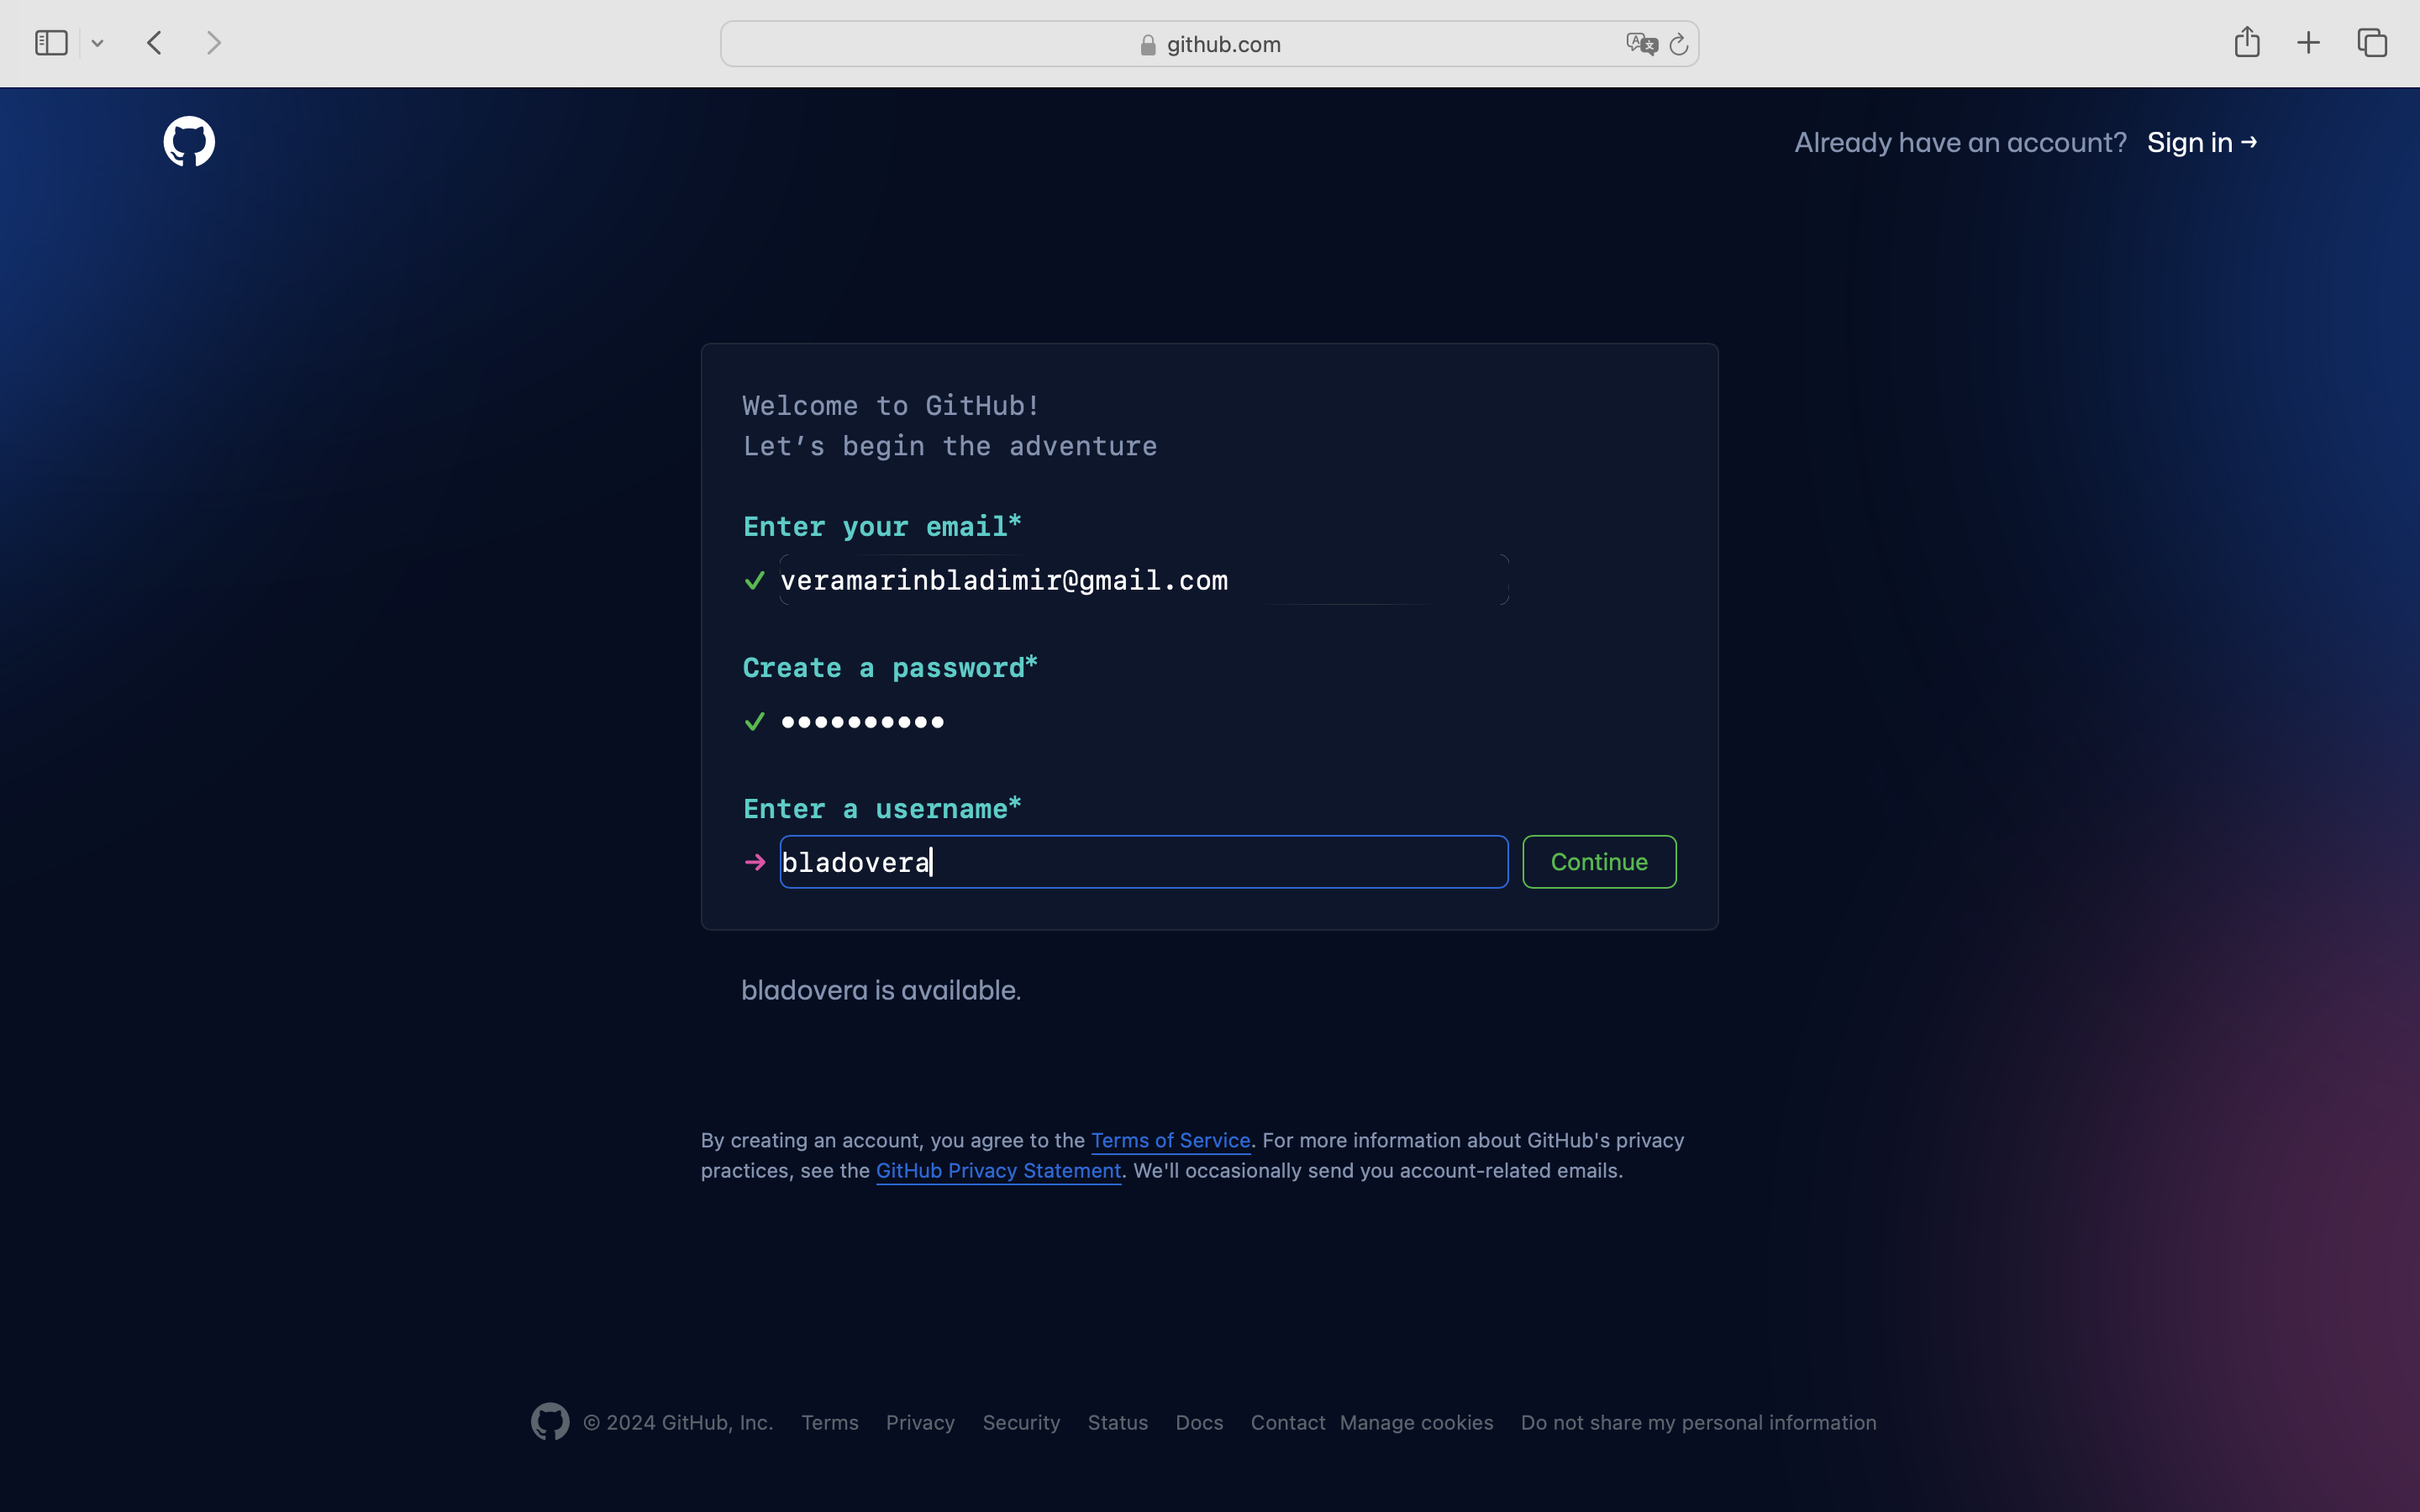 github.com
Already have an account? Sign in →
Welcome to GitHub!
Let’s begin the adventure
Enter your email*
✓ veramarinbladimir@gmail.com
Create a password*
✓ ●●●●●●●●●●
Enter a username*
→ bladovera Continue
bladovera is available.
By creating an account, you agree to the Terms of Service. For more information about GitHub's privacy
practices, see the GitHub Privacy Statement. We'll occasionally send you account-related emails.
© 2024 GitHub, Inc. Terms Privacy Security Status Docs Contact Manage cookies Do not share my personal information